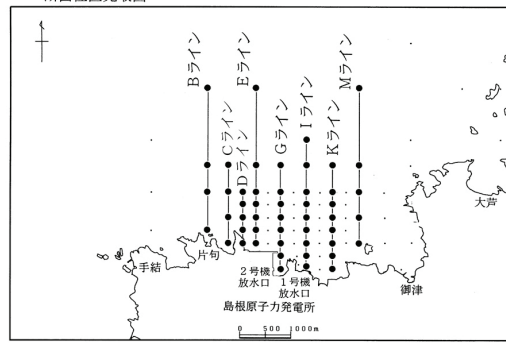 Bライン
Cライン
Dライン
Eライン
Gライン
Iライン
Kライン
Mライン
大芦
片句
手結
2号機
放水口
1号機
放水口
御津
島根原子力発電所
0 500 1000m